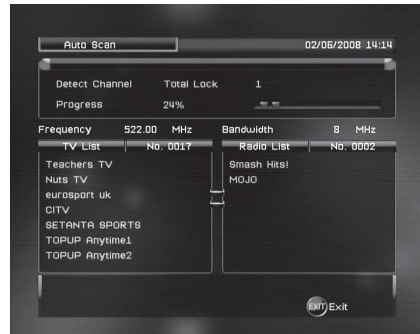 Auto Scan 02/06/2008 14:14
Detect Channel Total Lock 1
Progress 24%
Frequency 522.00 MHz Bandwidth 8 MHz
TV List No. 0017 Radio List No. 0002
Teachers TV Smash Hits!
Nuts TV MOJO
eurosport uk
CITV
SETANTA SPORTS
TOPUP Anytime1
TOPUP Anytime2
EXIT Exit